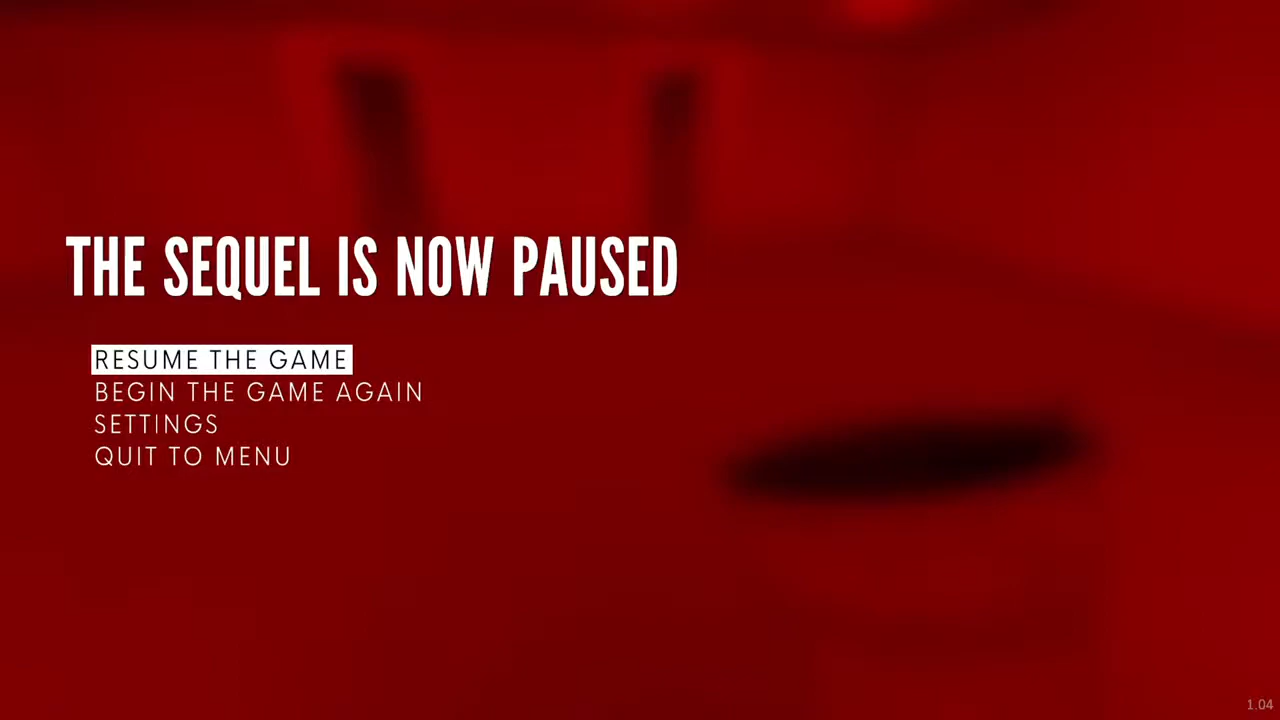 THE SEQUEL IS NOW PAUSED
RESUME THE GAME
BEGIN THE GAME AGAIN
SETTINGS
QUIT TO MENU
1.04